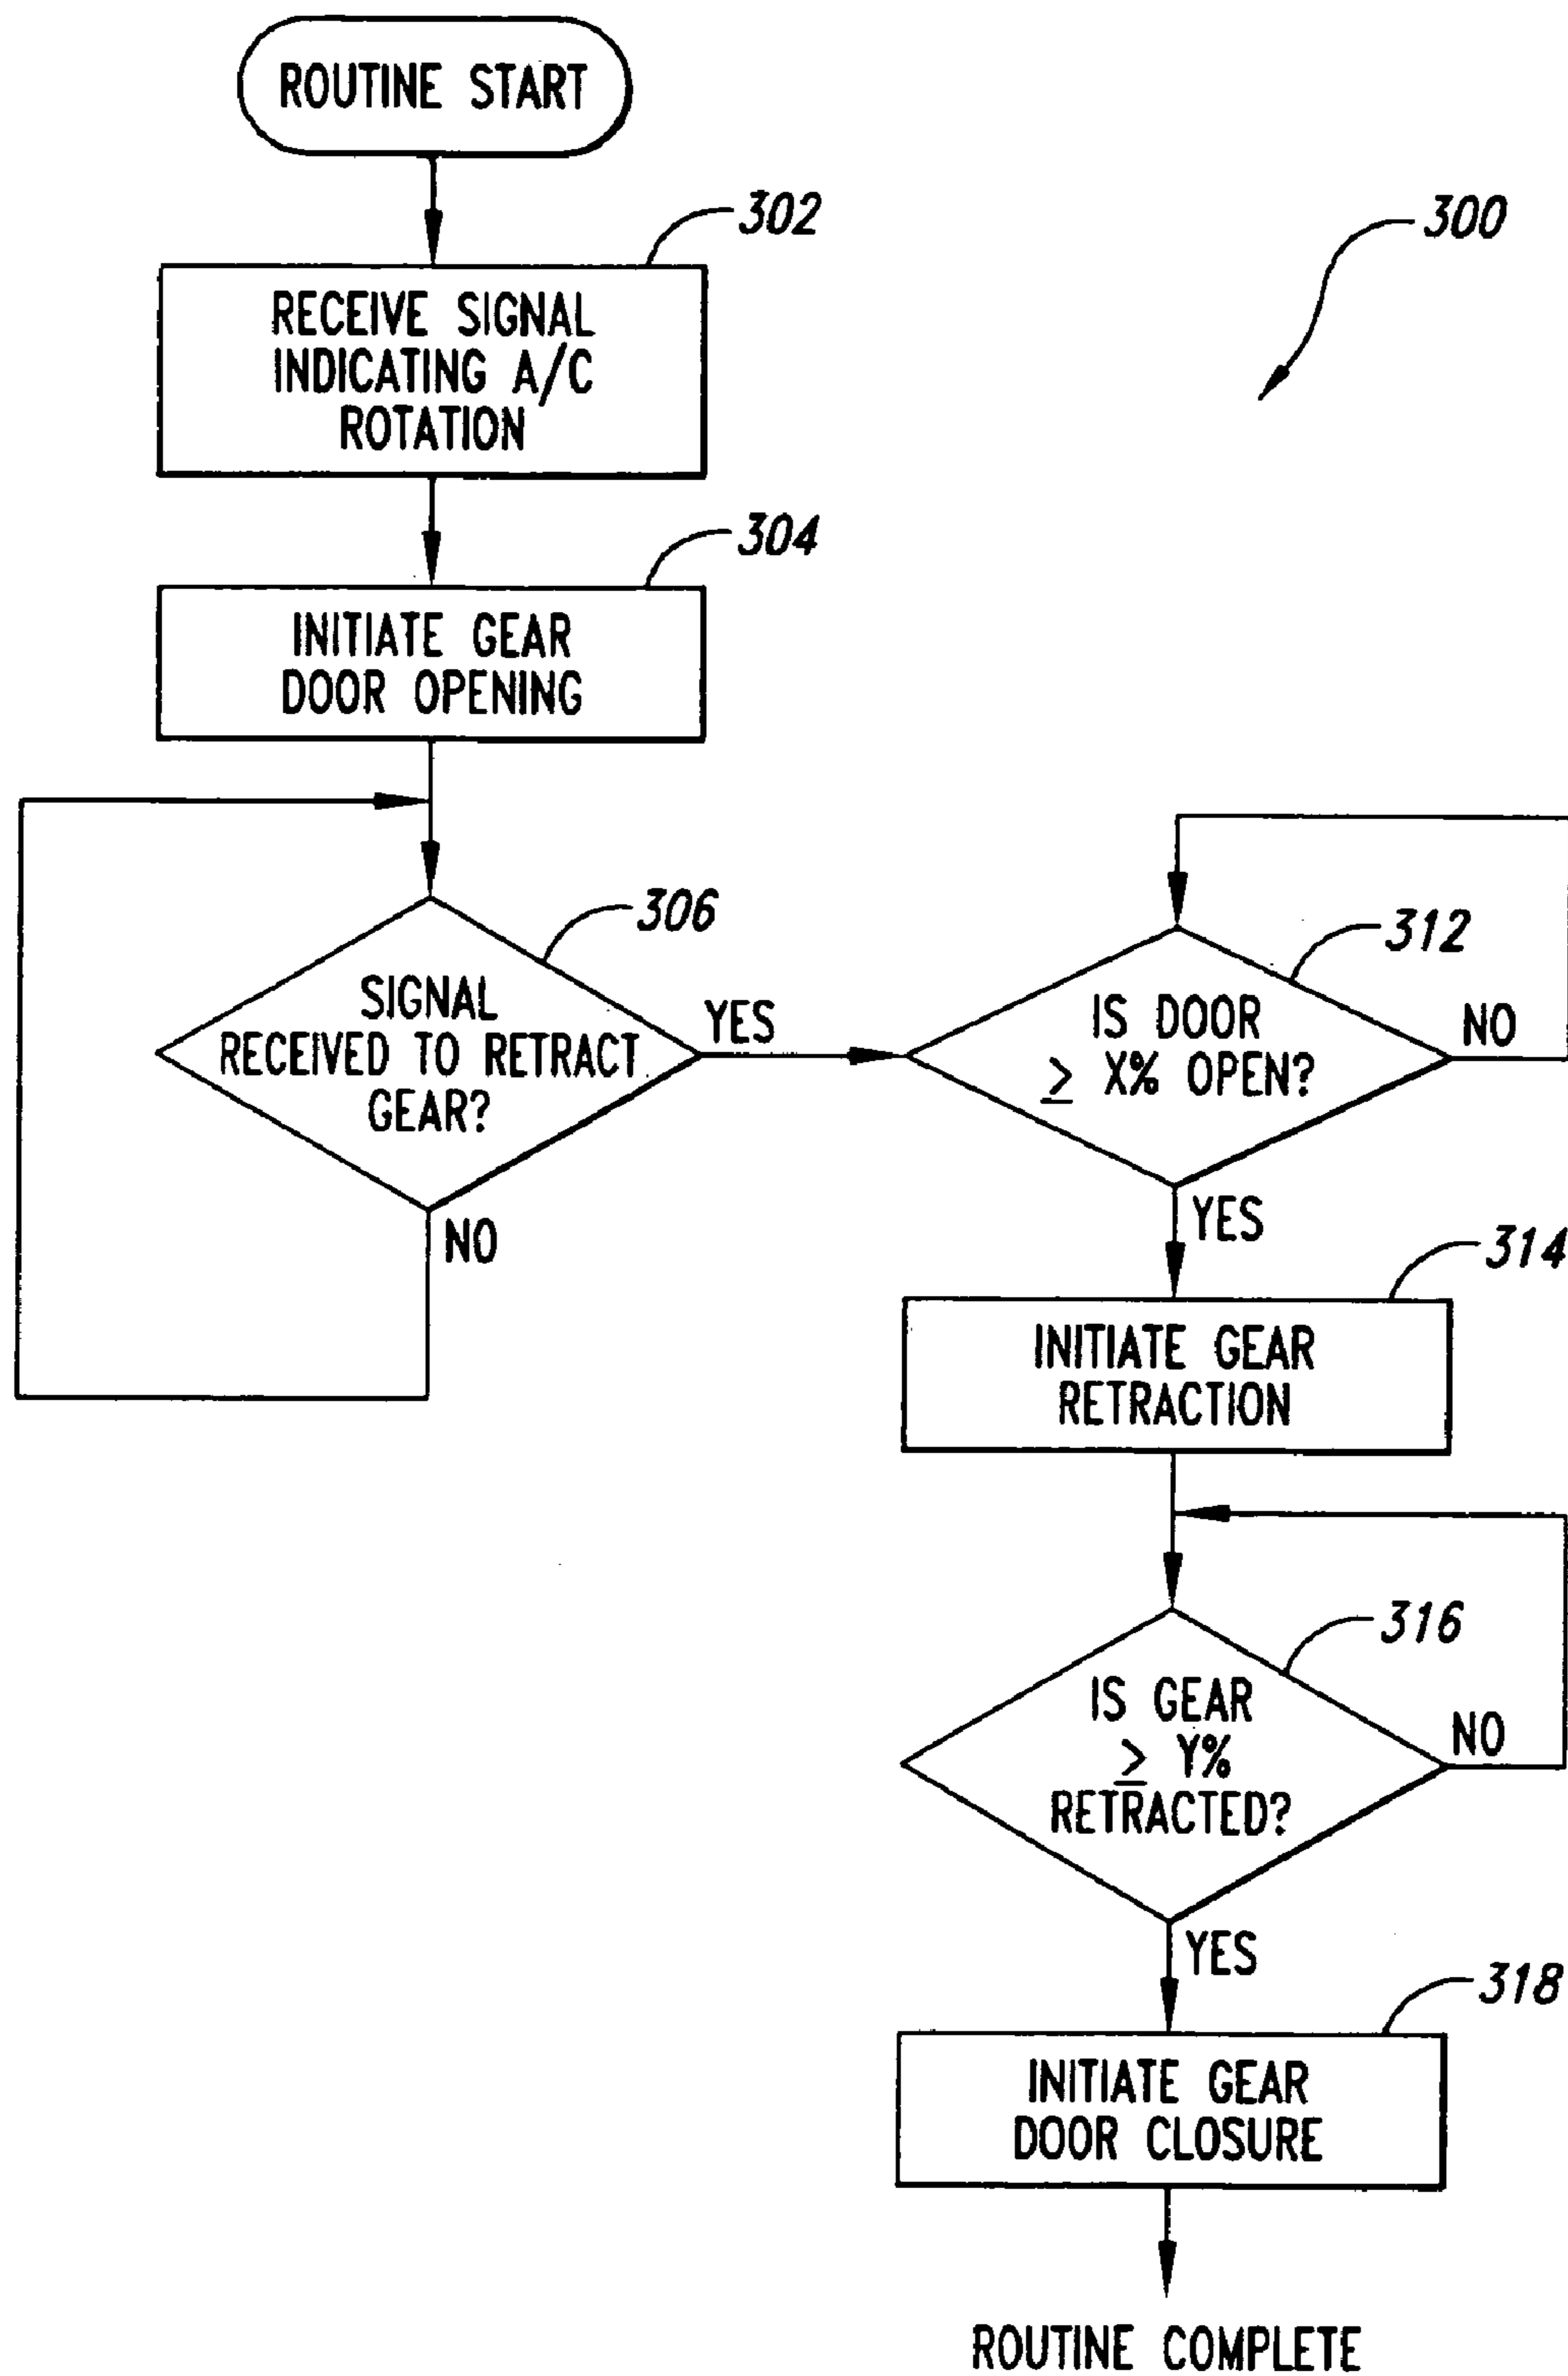 ROUTINE START
302
300
RECEIVE SIGNAL
INDICATING A/C
ROTATION
304
INITIATE GEAR
DOOR OPENING
306
SIGNAL
RECEIVED TO RETRACT
GEAR?
YES
NO
312
IS DOOR
≥ X% OPEN?
NO
YES
314
INITIATE GEAR
RETRACTION
316
IS GEAR
≥ Y%
RETRACTED?
NO
YES
318
INITIATE GEAR
DOOR CLOSURE
ROUTINE COMPLETE